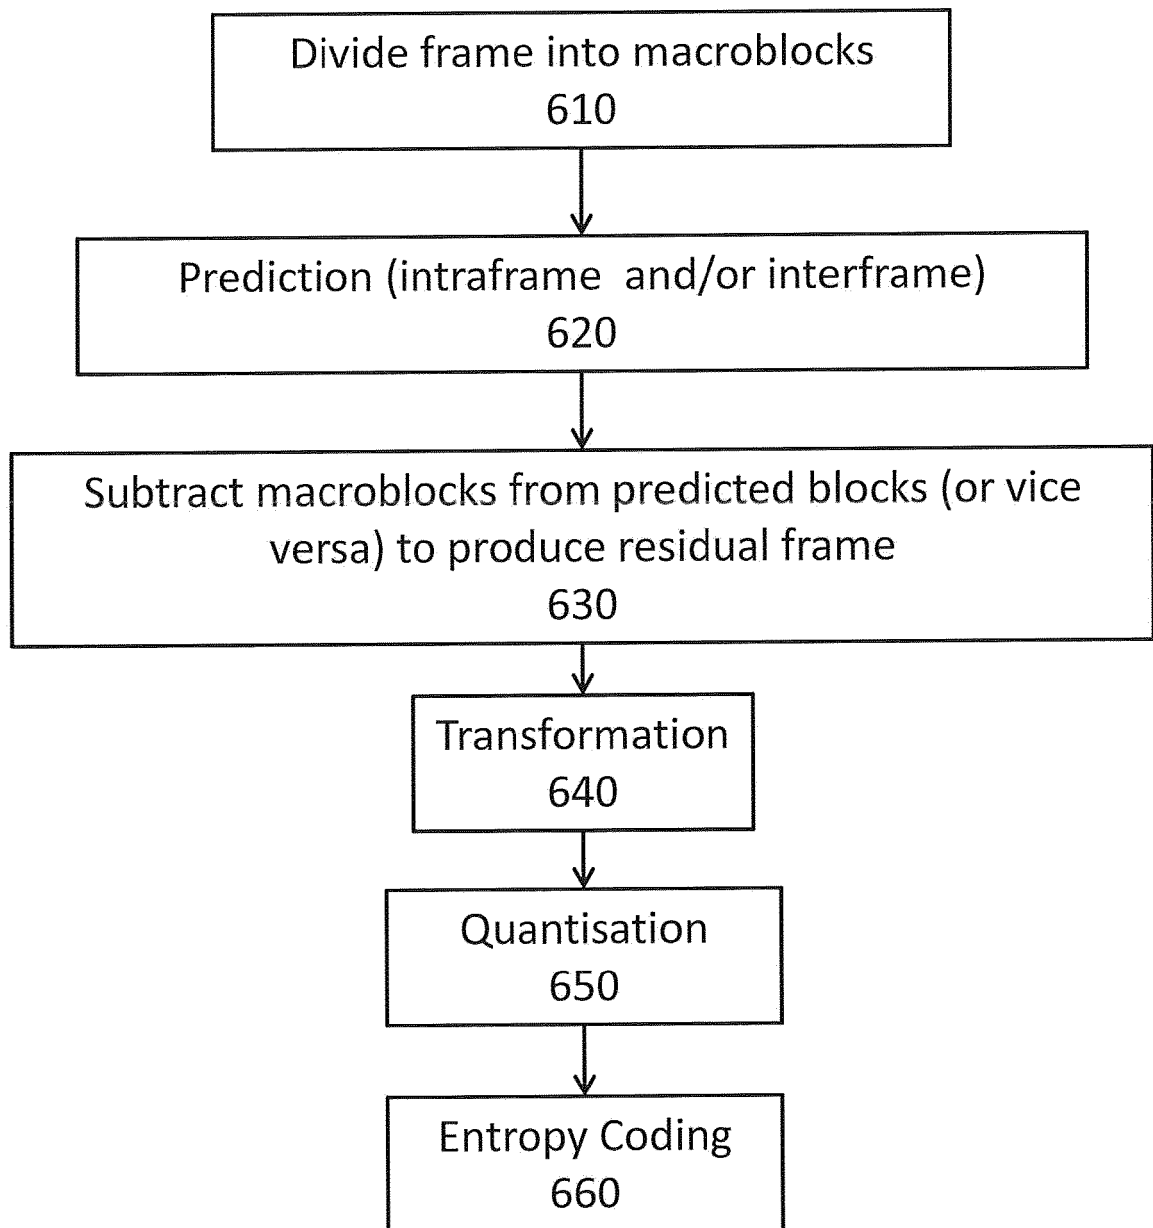 Divide frame into macroblocks
610
Prediction (intraframe and/or interframe)
620
Subtract macroblocks from predicted blocks (or vice
versa) to produce residual frame
630
Transformation
640
Quantisation
650
Entropy Coding
660